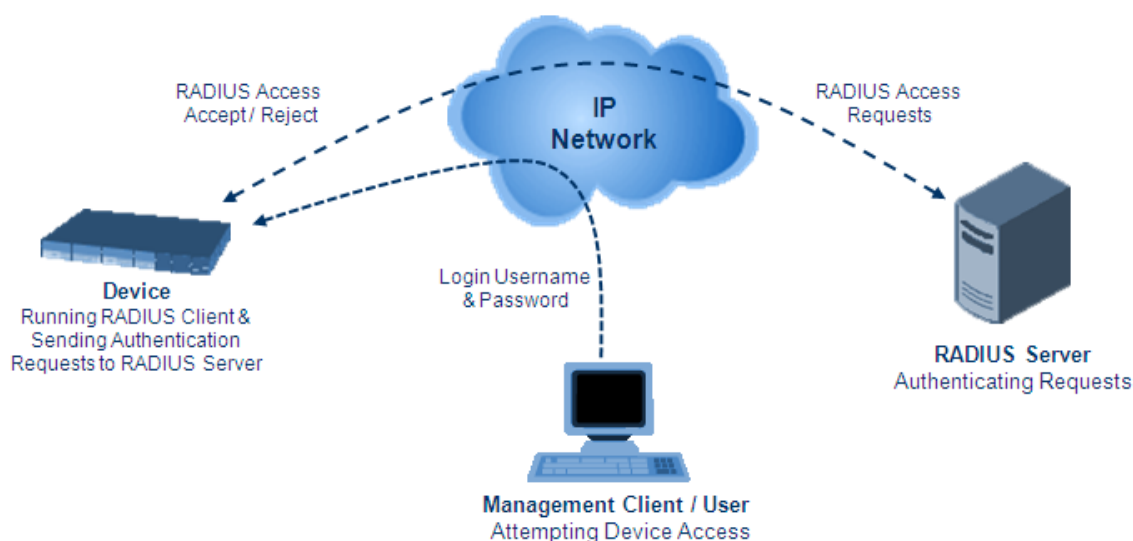 IP
Network
RADIUS Access
Accept / Reject
RADIUS Access
Requests
Device
Running RADIUS Client &
Sending Authentication
Requests to RADIUS Server
Login Username
& Password
RADIUS Server
Authenticating Requests
Management Client / User
Attempting Device Access